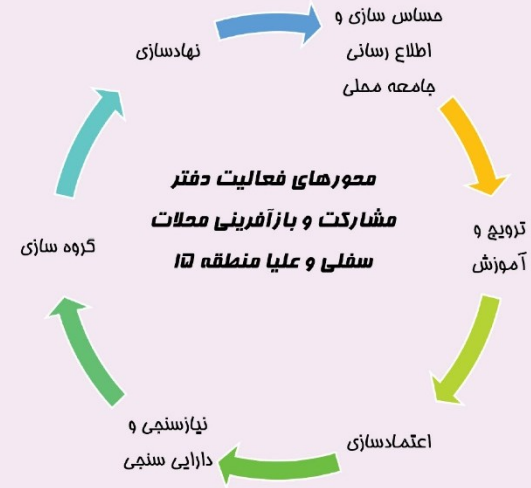 حساس سازی و
اطلاع رسانی
جامعه محلی
نهادسازی
محورهای فعالیت دفتر
مشارکت و بازآفرینی محلات
سفلی و علیا منطقه ۱۵
ترویج و
آموزش
گروه سازی
اعتمادسازی
نیازسنجی و
دارایی سنجی